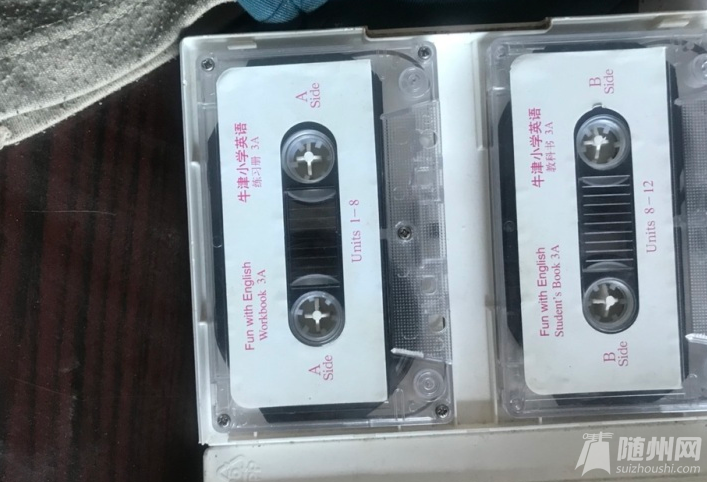 Fun with English
Workbook 3A
牛津小学英语
练习册 3A
A
Side
A
Side
Units 1-8
Fun with English
Student's Book 3A
牛津小学英语
教科书 3A
B
Side
B
Side
Units 8-12
随州网
suizhoushi.com